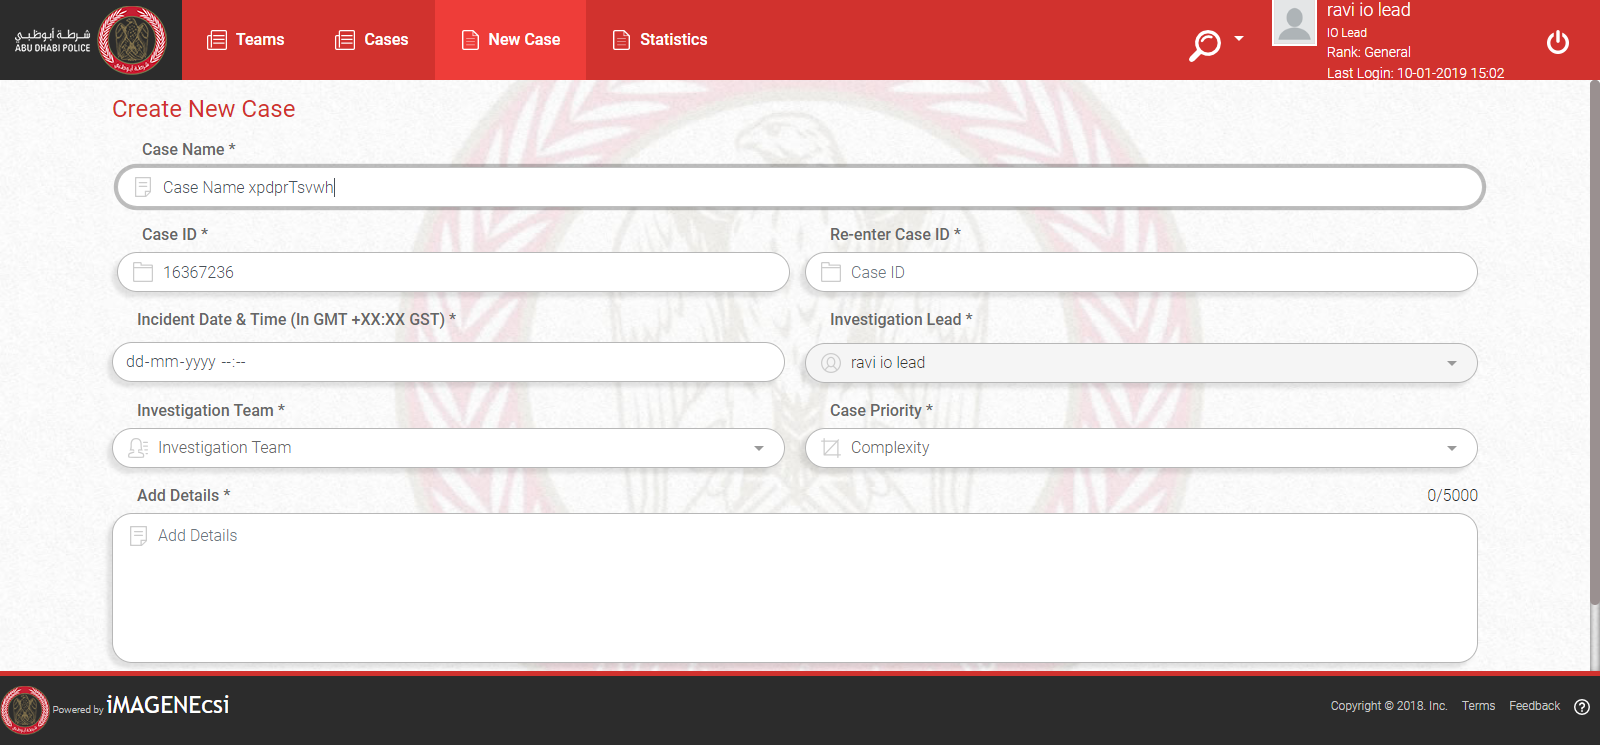 شرطة أبوظبي
ABU DHABI POLICE
Teams
Cases
New Case
Statistics
ravi io lead
IO Lead
Rank: General
Last Login: 10-01-2019 15:02
Create New Case
Case Name *
Case Name xpdprTsvwh
Case ID *
Re-enter Case ID *
16367236
Case ID
Incident Date & Time (In GMT +XX:XX GST) *
Investigation Lead *
dd-mm-yyyy --:--
ravi io lead
Investigation Team *
Case Priority *
Investigation Team
Complexity
Add Details *
0/5000
Add Details
Powered by iMAGENEcsi
Copyright © 2018. Inc.
Terms
Feedback